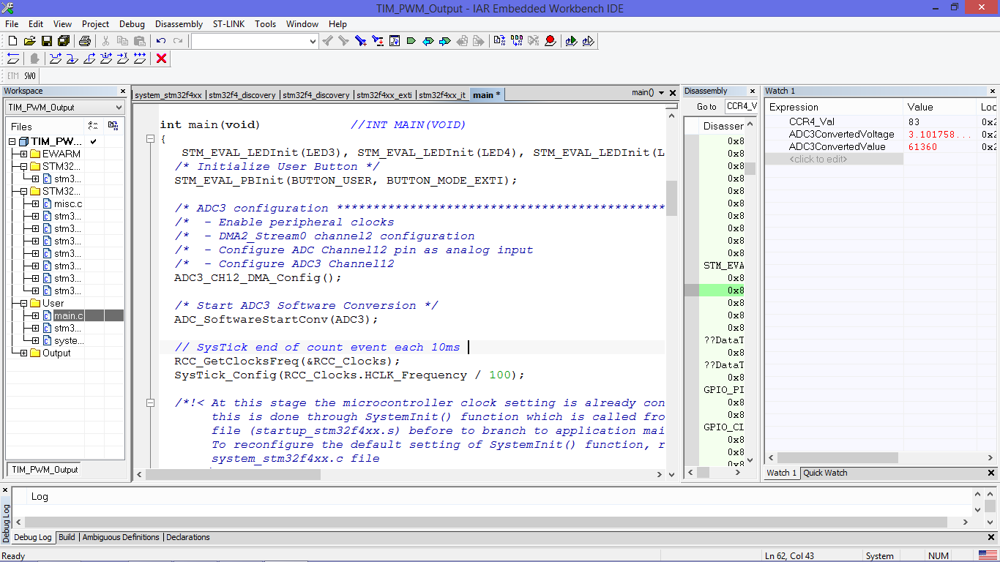 TIM_PWM_Output - IAR Embedded Workbench IDE
File Edit View Project Debug Disassembly ST-LINK Tools Window Help
ETM SWO
Workspace
TIM_PWM_Output
Files
TIM_PW...
EWARM
STM32...
stm3...
STM32...
misc.c
stm3...
stm3...
stm3...
stm3...
stm3...
stm3...
stm3...
User
main.c
stm3...
syste...
Output
TIM_PWM_Output
system_stm32f4xx stm32f4_discovery stm32f4_discovery stm32f4xx_exti stm32f4xx_it main * main()
int main(void) //INT MAIN(VOID)
{
STM_EVAL_LEDInit(LED3), STM_EVAL_LEDInit(LED4), STM_EVAL_LEDInit(L
/* Initialize User Button */
STM_EVAL_PBInit(BUTTON_USER, BUTTON_MODE_EXTI);
/* ADC3 configuration *********************************************
/* - Enable peripheral clocks
/* - DMA2_Stream0 channel2 configuration
/* - Configure ADC Channel12 pin as analog input
/* - Configure ADC3 Channel12
ADC3_CH12_DMA_Config();
/* Start ADC3 Software Conversion */
ADC_SoftwareStartConv(ADC3);
// SysTick end of count event each 10ms
RCC_GetClocksFreq(&RCC_Clocks);
SysTick_Config(RCC_Clocks.HCLK_Frequency / 100);
/*!< At this stage the microcontroller clock setting is already con
this is done through SystemInit() function which is called fro
file (startup_stm32f4xx.s) before to branch to application mai
To reconfigure the default setting of SystemInit() function, r
system_stm32f4xx.c file
Disassembly
Go to CCR4_V
Disasser
0x8
0x8
0x8
0x8
0x8
0x8
0x8
0x8
0x8
0x8
STM_EVA
0x8
0x8
0x8
0x8
0x8
??DataT
0x8
??DataT
0x8
GPIO_PI
0x8
0x8
GPIO_CI
0x8
0x8
0x8
Watch 1
Expression Value Loc
CCR4_Val 83 0x2
ADC3ConvertedVoltage 3.101758... 0x2
ADC3ConvertedValue 61360 0x2
<click to edit>
Watch 1 Quick Watch
Debug Log
Log
Debug Log Build Ambiguous Definitions Declarations
Ready Ln 62, Col 43 System NUM